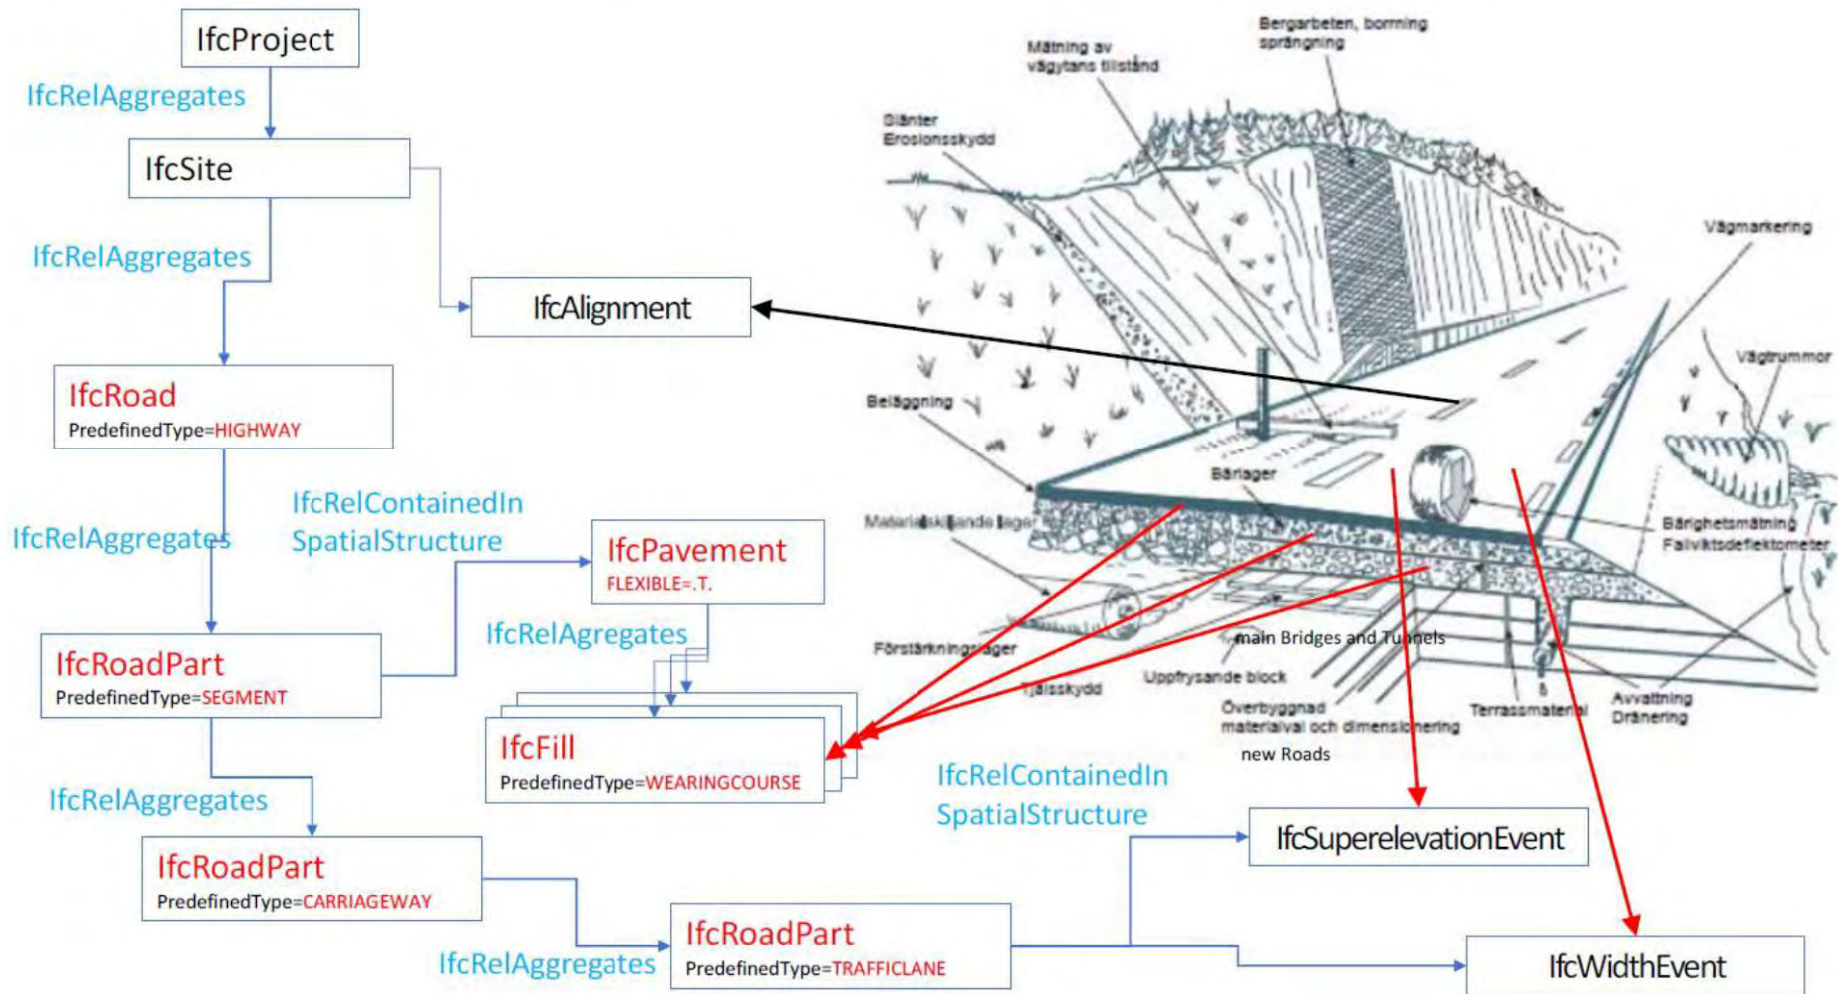 IfcProject
IfcRelAggregates
IfcSite
IfcRelAggregates
IfcAlignment
IfcRoad
PredefinedType=HIGHWAY
IfcRelAggregates
IfcRelContainedIn
SpatialStructure
IfcPavement
FLEXIBLE=.T.
IfcRelAgregates
IfcRoadPart
PredefinedType=SEGMENT
IfcFill
PredefinedType=WEARINGCOURSE
IfcRelAggregates
IfcRoadPart
PredefinedType=CARRIAGEWAY
IfcRelAggregates
IfcRoadPart
PredefinedType=TRAFFICLANE
IfcRelContainedIn
SpatialStructure
IfcSuperelevationEvent
IfcWidthEvent
Bergarbeten, borrning
sprängning
Mätning av
vägytans tillstånd
Slänter
Erosionsskydd
Vägmarkering
Vägtrummor
Beläggning
Bärlager
Materialskiljande lager
Bärighetsmätning
Fallviktsdeflektometer
main Bridges and Tunnels
Förstärkningslager
Tjälsskydd
Uppfrysande block
Överbyggnad
materialval och dimensionering
new Roads
Terrassmaterial
Avvattning
Dränering